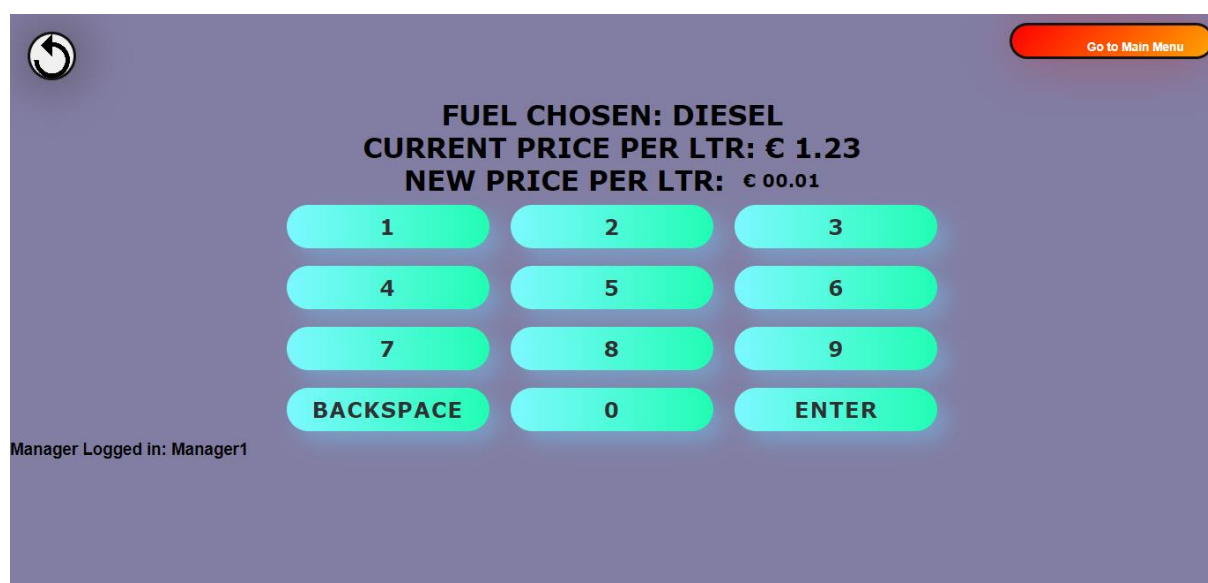 Go to Main Menu
FUEL CHOSEN: DIESEL
CURRENT PRICE PER LTR: € 1.23
NEW PRICE PER LTR: € 00.01
1 2 3
4 5 6
7 8 9
BACKSPACE 0 ENTER
Manager Logged in: Manager1